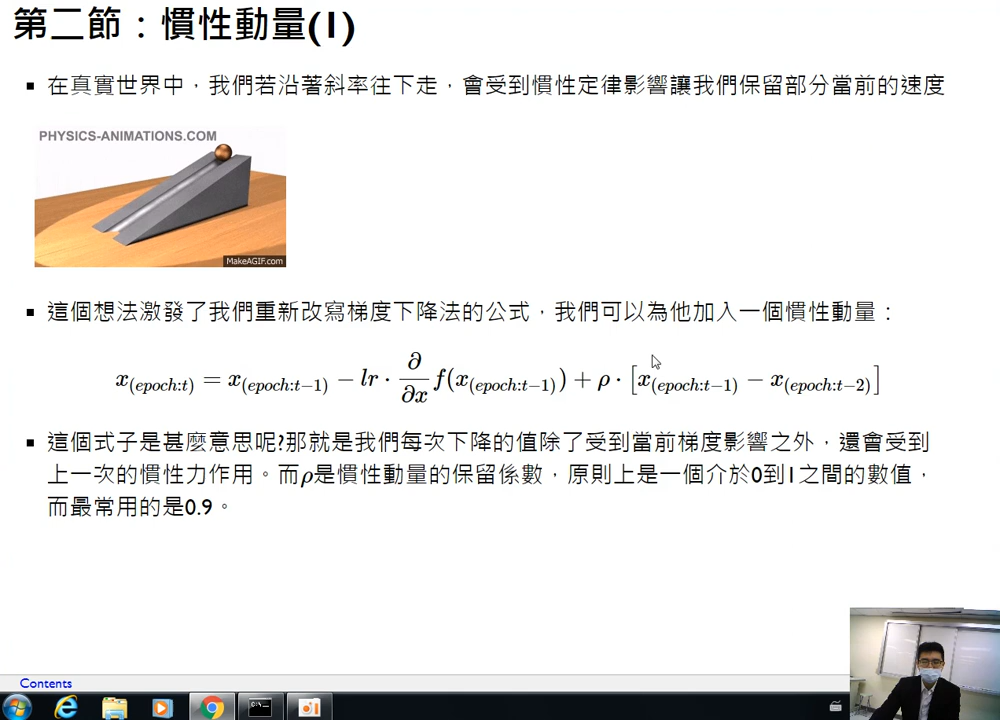 第二節：慣性動量(1)
▪ 在真實世界中，我們若沿著斜率往下走，會受到慣性定律影響讓我們保留部分當前的速度
PHYSICS-ANIMATIONS.COM
MakeAGIF.com
▪ 這個想法激發了我們重新改寫梯度下降法的公式，我們可以為他加入一個慣性動量：
x_{(epoch:t)} = x_{(epoch:t-1)} - lr · \frac{∂}{∂x} f(x_{(epoch:t-1)}) + ρ · [x_{(epoch:t-1)} - x_{(epoch:t-2)}]
▪ 這個式子是甚麼意思呢?那就是我們每次下降的值除了受到當前梯度影響之外，還會受到
上一次的慣性力作用。而ρ是慣性動量的保留係數，原則上是一個介於0到1之間的數值，
而最常用的是0.9。
Contents